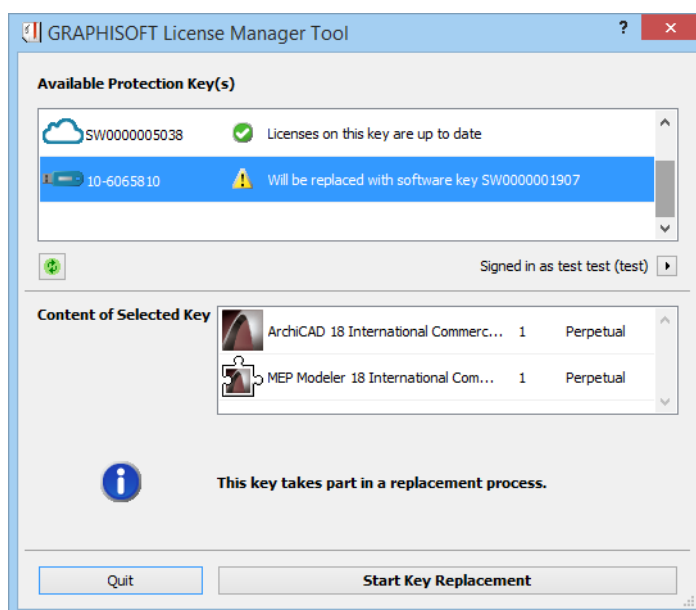 GRAPHISOFT License Manager Tool ?
Available Protection Key(s)
SW0000005038 Licenses on this key are up to date
10-6065810 Will be replaced with software key SW0000001907
Signed in as test test (test)
Content of Selected Key
ArchiCAD 18 International Commerc... 1 Perpetual
MEP Modeler 18 International Com... 1 Perpetual
This key takes part in a replacement process.
Quit Start Key Replacement